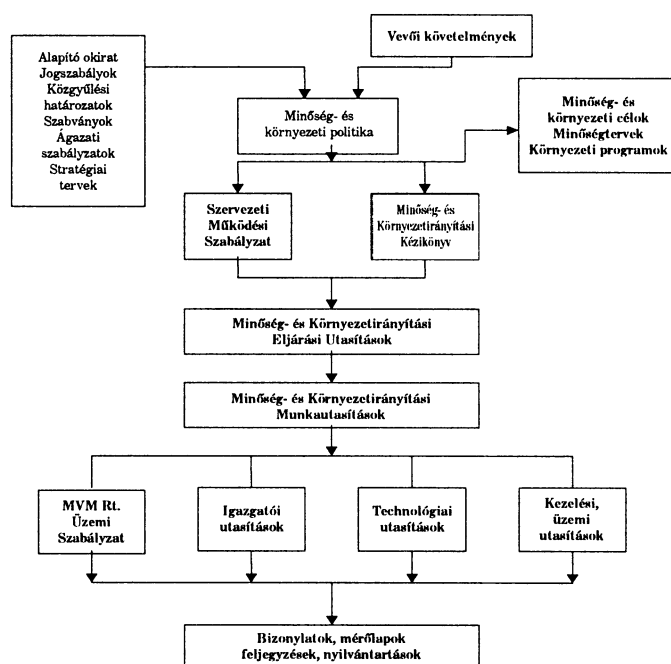 Alapító okirat
Jogszabályok
Közgyűlési
határozatok
Szabványok
Ágazati
szabályzatok
Stratégiai
tervek
Vevői követelmények
Minőség- és
környezeti politika
Minőség- és
környezeti célok
Minőségtervek
Környezeti programok
Szervezeti
Működési
Szabályzat
Minőség- és
Környezetirányítási
Kézikönyv
Minőség- és Környezetirányítási
Eljárási Utasítások
Minőség- és Környezetirányítási
Munkautasítások
MVM Rt.
Üzemi
Szabályzat
Igazgatói
utasítások
Technológiai
utasítások
Kezelési,
üzemi
utasítások
Bizonylatok, mérőlapok
feljegyzések, nyilvántartások